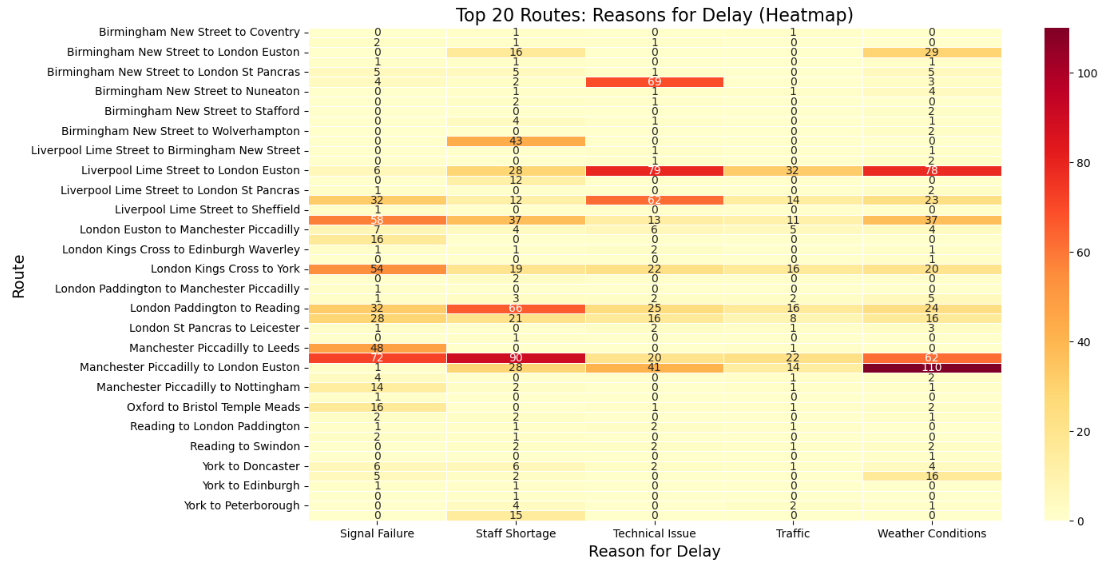 Top 20 Routes: Reasons for Delay (Heatmap)
Birmingham New Street to Coventry 0 1 0 1 0
2 1 1 0 0
Birmingham New Street to London Euston 0 16 0 0 29
1 1 0 0 1
Birmingham New Street to London St Pancras 5 5 1 0 5
4 2 69 0 3
Birmingham New Street to Nuneaton 0 1 1 1 4
0 2 1 0 0
Birmingham New Street to Stafford 0 0 0 0 2
0 4 1 0 1
Birmingham New Street to Wolverhampton 0 0 0 0 2
0 43 0 0 0
Liverpool Lime Street to Birmingham New Street 0 0 1 0 1
0 0 1 0 2
Liverpool Lime Street to London Euston 6 28 79 32 78
0 12 0 0 0
Liverpool Lime Street to London St Pancras 1 0 0 0 2
32 12 62 14 23
Liverpool Lime Street to Sheffield 1 0 0 0 0
58 37 13 11 37
London Euston to Manchester Piccadilly 7 4 6 5 4
16 0 0 0 0
London Kings Cross to Edinburgh Waverley 1 0 2 0 1
0 0 0 0 1
London Kings Cross to York 54 19 22 16 20
0 2 0 0 0
London Paddington to Manchester Piccadilly 1 0 0 0 0
1 3 2 2 5
London Paddington to Reading 32 66 25 16 24
28 21 16 8 16
London St Pancras to Leicester 1 0 2 1 3
0 1 0 0 0
Manchester Piccadilly to Leeds 48 0 0 1 0
72 90 20 22 62
Manchester Piccadilly to London Euston 1 28 41 14 110
4 0 0 1 2
Manchester Piccadilly to Nottingham 14 0 2 0 1
1 0 0 0 0
Oxford to Bristol Temple Meads 16 0 1 1 2
2 2 0 0 1
Reading to London Paddington 1 1 2 1 0
2 1 0 0 0
Reading to Swindon 0 2 2 1 2
0 0 0 0 1
York to Doncaster 6 6 2 1 4
5 2 0 0 16
York to Edinburgh 1 1 0 0 0
0 1 0 0 0
York to Peterborough 0 4 0 2 1
0 15 0 0 0
Signal Failure Staff Shortage Technical Issue Traffic Weather Conditions
Reason for Delay
Route
100
80
60
40
20
0